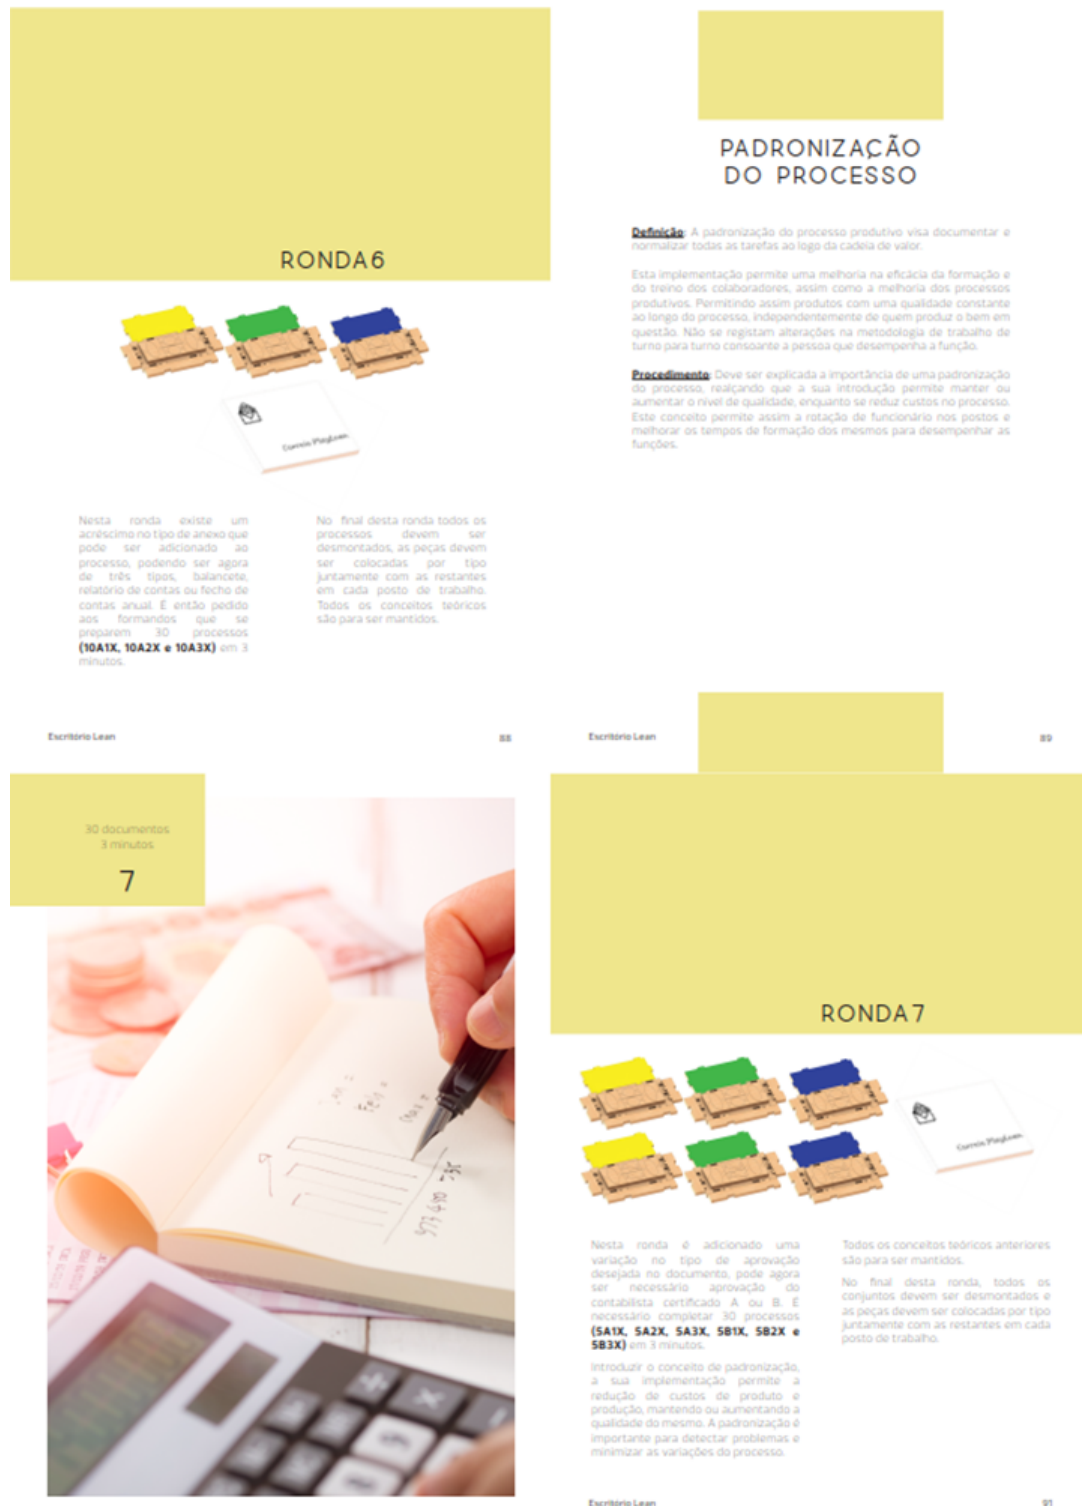 RONDA 6
Correio PlayLean
Nesta ronda existe um
acréscimo no tipo de anexo que
pode ser adicionado ao
processo, podendo ser agora
de três tipos, balancete,
relatório de contas ou fecho de
contas anual. É então pedido
aos formandos que se
preparem 30 processos
(10A1X, 10A2X e 10A3X) em 3
minutos.
No final desta ronda todos os
processos devem ser
desmontados, as peças devem
ser colocadas por tipo
juntamente com as restantes
em cada posto de trabalho.
Todos os conceitos teóricos
são para ser mantidos.
Escritório Lean
88
PADRONIZAÇÃO
DO PROCESSO
Definição: A padronização do processo produtivo visa documentar e
normalizar todas as tarefas ao logo da cadeia de valor.
Esta implementação permite uma melhoria na eficácia da formação e
do treino dos colaboradores, assim como a melhoria dos processos
produtivos. Permitindo assim produtos com uma qualidade constante
ao longo do processo, independentemente de quem produz o bem em
questão. Não se registam alterações na metodologia de trabalho de
turno para turno consoante a pessoa que desempenha a função.
Procedimento: Deve ser explicada a importância de uma padronização
do processo, realçando que a sua introdução permite manter ou
aumentar o nível de qualidade, enquanto se reduz custos no processo.
Este conceito permite assim a rotação de funcionário nos postos e
melhorar os tempos de formação dos mesmos para desempenhar as
funções.
Escritório Lean
89
30 documentos
3 minutos
7
RONDA 7
Correio PlayLean
Nesta ronda é adicionado uma
variação no tipo de aprovação
desejada no documento, pode agora
ser necessário aprovação do
contabilista certificado A ou B. É
necessário completar 30 processos
(5A1X, 5A2X, 5A3X, 5B1X, 5B2X e
5B3X) em 3 minutos.
Introduzir o conceito de padronização,
a sua implementação permite a
redução de custos de produto e
produção, mantendo ou aumentando a
qualidade do mesmo. A padronização é
importante para detectar problemas e
minimizar as variações do processo.
Todos os conceitos teóricos anteriores
são para ser mantidos.
No final desta ronda, todos os
conjuntos devem ser desmontados e
as peças devem ser colocadas por tipo
juntamente com as restantes em cada
posto de trabalho.
Escritório Lean
91